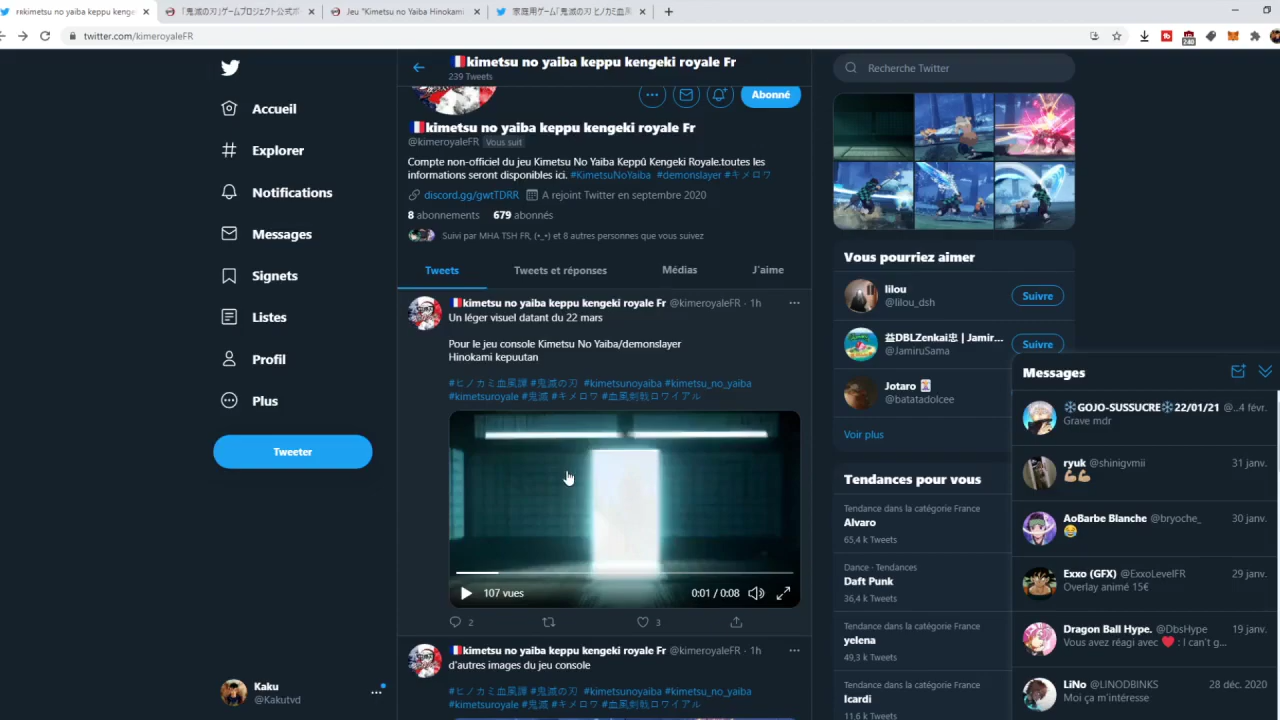 kimetsu no yaiba keppu kenge
「鬼滅の刃」ゲームプロジェクト公式ポ
Jeu "Kimetsu no Yaiba Hinokami
家庭用ゲーム「鬼滅の刃 ヒノカミ血風
twitter.com/kimeroyaleFR
🇫🇷kimetsu no yaiba keppu kengeki royale Fr
239 Tweets
Abonné
🇫🇷kimetsu no yaiba keppu kengeki royale Fr
@kimeroyaleFR Vous suit
Compte non-officiel du jeu Kimetsu No Yaiba Keppû Kengeki Royale.toutes les
informations seront disponibles ici. #KimetsuNoYaiba #demonslayer #キメロワ
discord.gg/gwtTDRR A rejoint Twitter en septembre 2020
8 abonnements 679 abonnés
Suivi par MHA TSH FR, (•_•) et 8 autres personnes que vous suivez
Tweets
Tweets et réponses
Médias
J'aime
🇫🇷kimetsu no yaiba keppu kengeki royale Fr @kimeroyaleFR · 1h
Un léger visuel datant du 22 mars
Pour le jeu console Kimetsu No Yaiba/demonslayer
Hinokami kepuutan
#ヒノカミ血風譚 #鬼滅の刃 #kimetsunoyaiba #kimetsu_no_yaiba
#kimetsuroyale #鬼滅 #キメロワ #血風剣戟ロワイアル
107 vues
0:01 / 0:08
2
3
🇫🇷kimetsu no yaiba keppu kengeki royale Fr @kimeroyaleFR · 1h
d'autres images du jeu console
#ヒノカミ血風譚 #鬼滅の刃 #kimetsunoyaiba #kimetsu_no_yaiba
#kimetsuroyale #鬼滅 #キメロワ #血風剣戟ロワイアル
Accueil
Explorer
Notifications
Messages
Signets
Listes
Profil
Plus
Tweeter
Kaku
@Kakutvd
Recherche Twitter
Vous pourriez aimer
lilou
@lilou_dsh
Suivre
益DBLZenkai忠 | Jamir...
@JamiruSama
Suivre
Jotaro 🃏
@batatadolcee
Voir plus
Tendances pour vous
Tendance dans la catégorie France
Alvaro
65,4 k Tweets
Dance · Tendances
Daft Punk
36,4 k Tweets
Tendance dans la catégorie France
yelena
49,3 k Tweets
Tendance dans la catégorie France
Icardi
11,6 k Tweets
Messages
❄GOJO-SUSSUCRE❄22/01/21 @...4 févr.
Grave mdr
ryuk @shinigvmii 31 janv.
💪🏼💪🏼
AoBarbe Blanche @bryoche_ 30 janv.
😂
Exxo (GFX) @ExxoLevelFR 29 janv.
Overlay animé 15€
Dragon Ball Hype. @DbsHype 19 janv.
Vous avez réagi avec ❤ : I can't g...
LiNo @LINODBINKS 28 déc. 2020
Moi ça m'intéresse